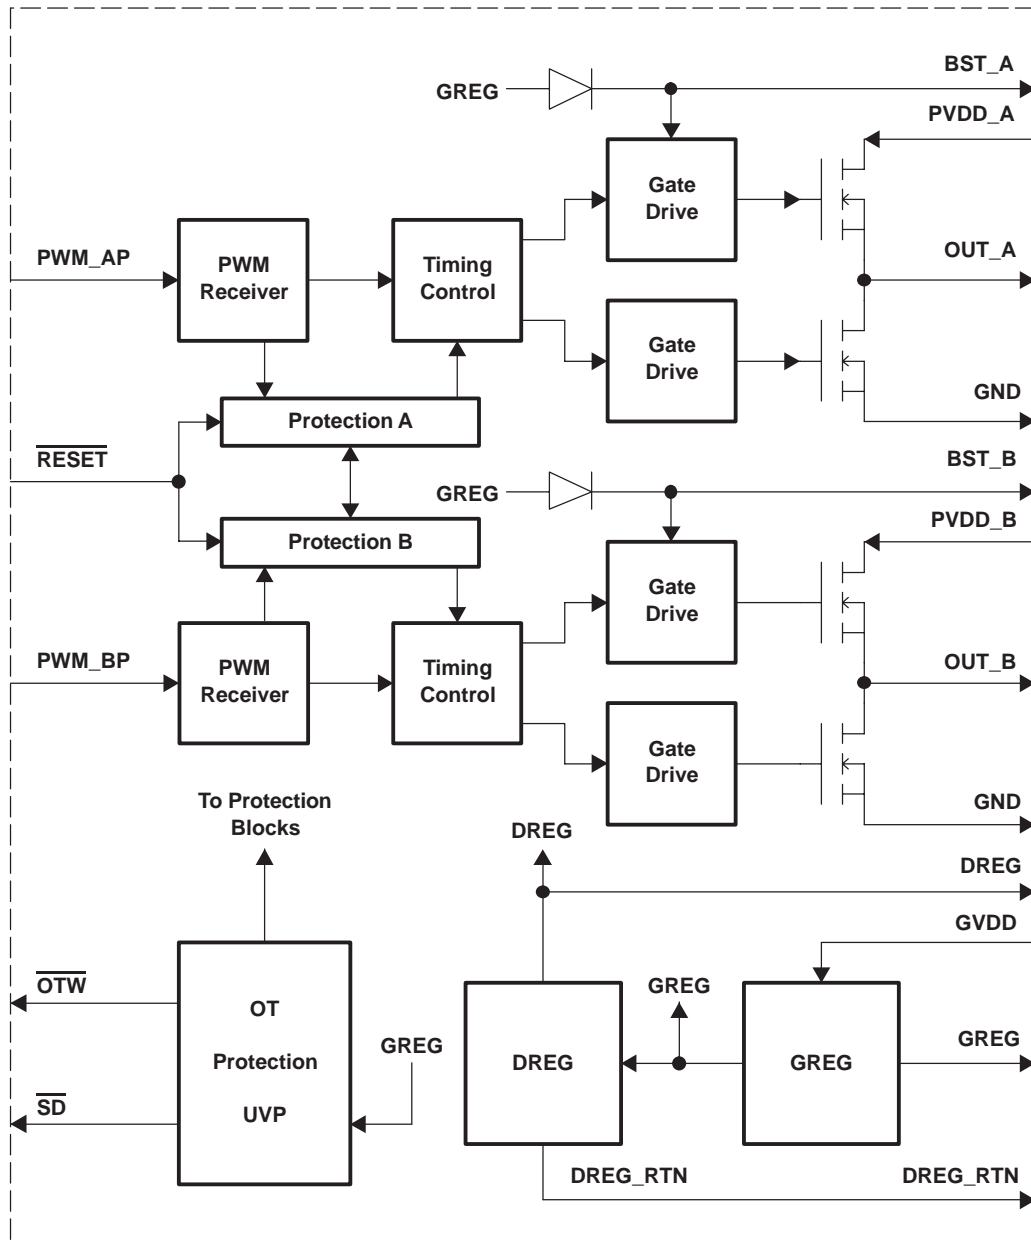 BST_A
GREG
PVDD_A
Gate
Drive
PWM_AP
PWM
Receiver
Timing
Control
OUT_A
Gate
Drive
GND
Protection A
RESET
BST_B
GREG
PVDD_B
Protection B
Gate
Drive
PWM_BP
PWM
Receiver
Timing
Control
OUT_B
Gate
Drive
GND
To Protection
Blocks
DREG
DREG
GVDD
OTW
OT
Protection
UVP
GREG
GREG
DREG
GREG
GREG
SD
DREG_RTN
DREG_RTN